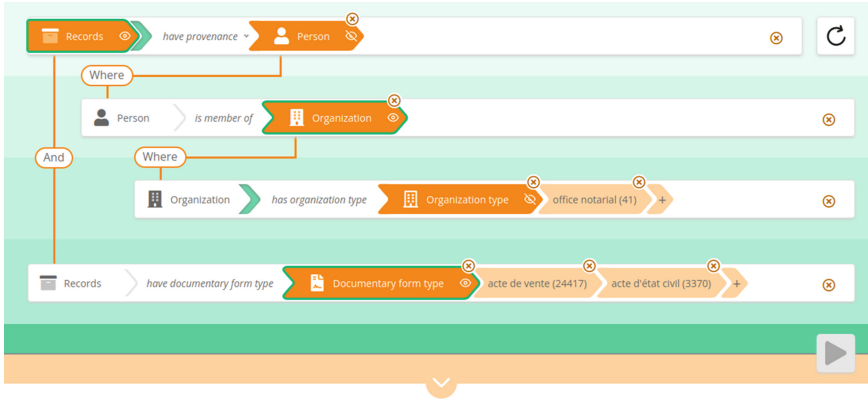 Records have provenance Person
Where
Person is member of Organization
And
Where
Organization has organization type Organization type office notarial (41) +
Records have documentary form type Documentary form type acte de vente (24417) acte d'état civil (3370) +